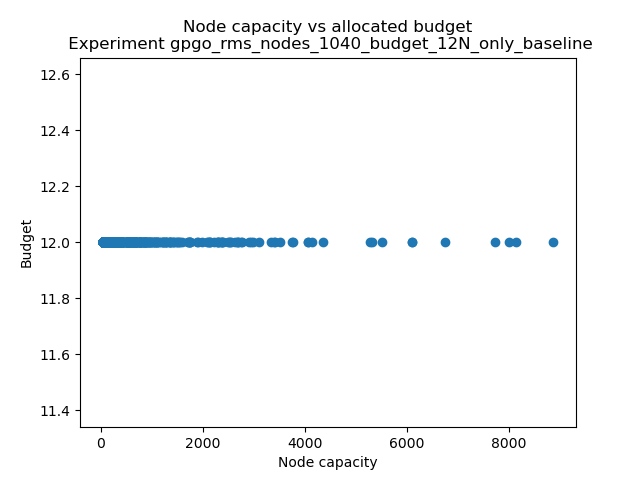 Node capacity vs allocated budget
Experiment gpgo_rms_nodes_1040_budget_12N_only_baseline
12.6
12.4
12.2
12.0
11.8
11.6
11.4
Budget
0 2000 4000 6000 8000
Node capacity